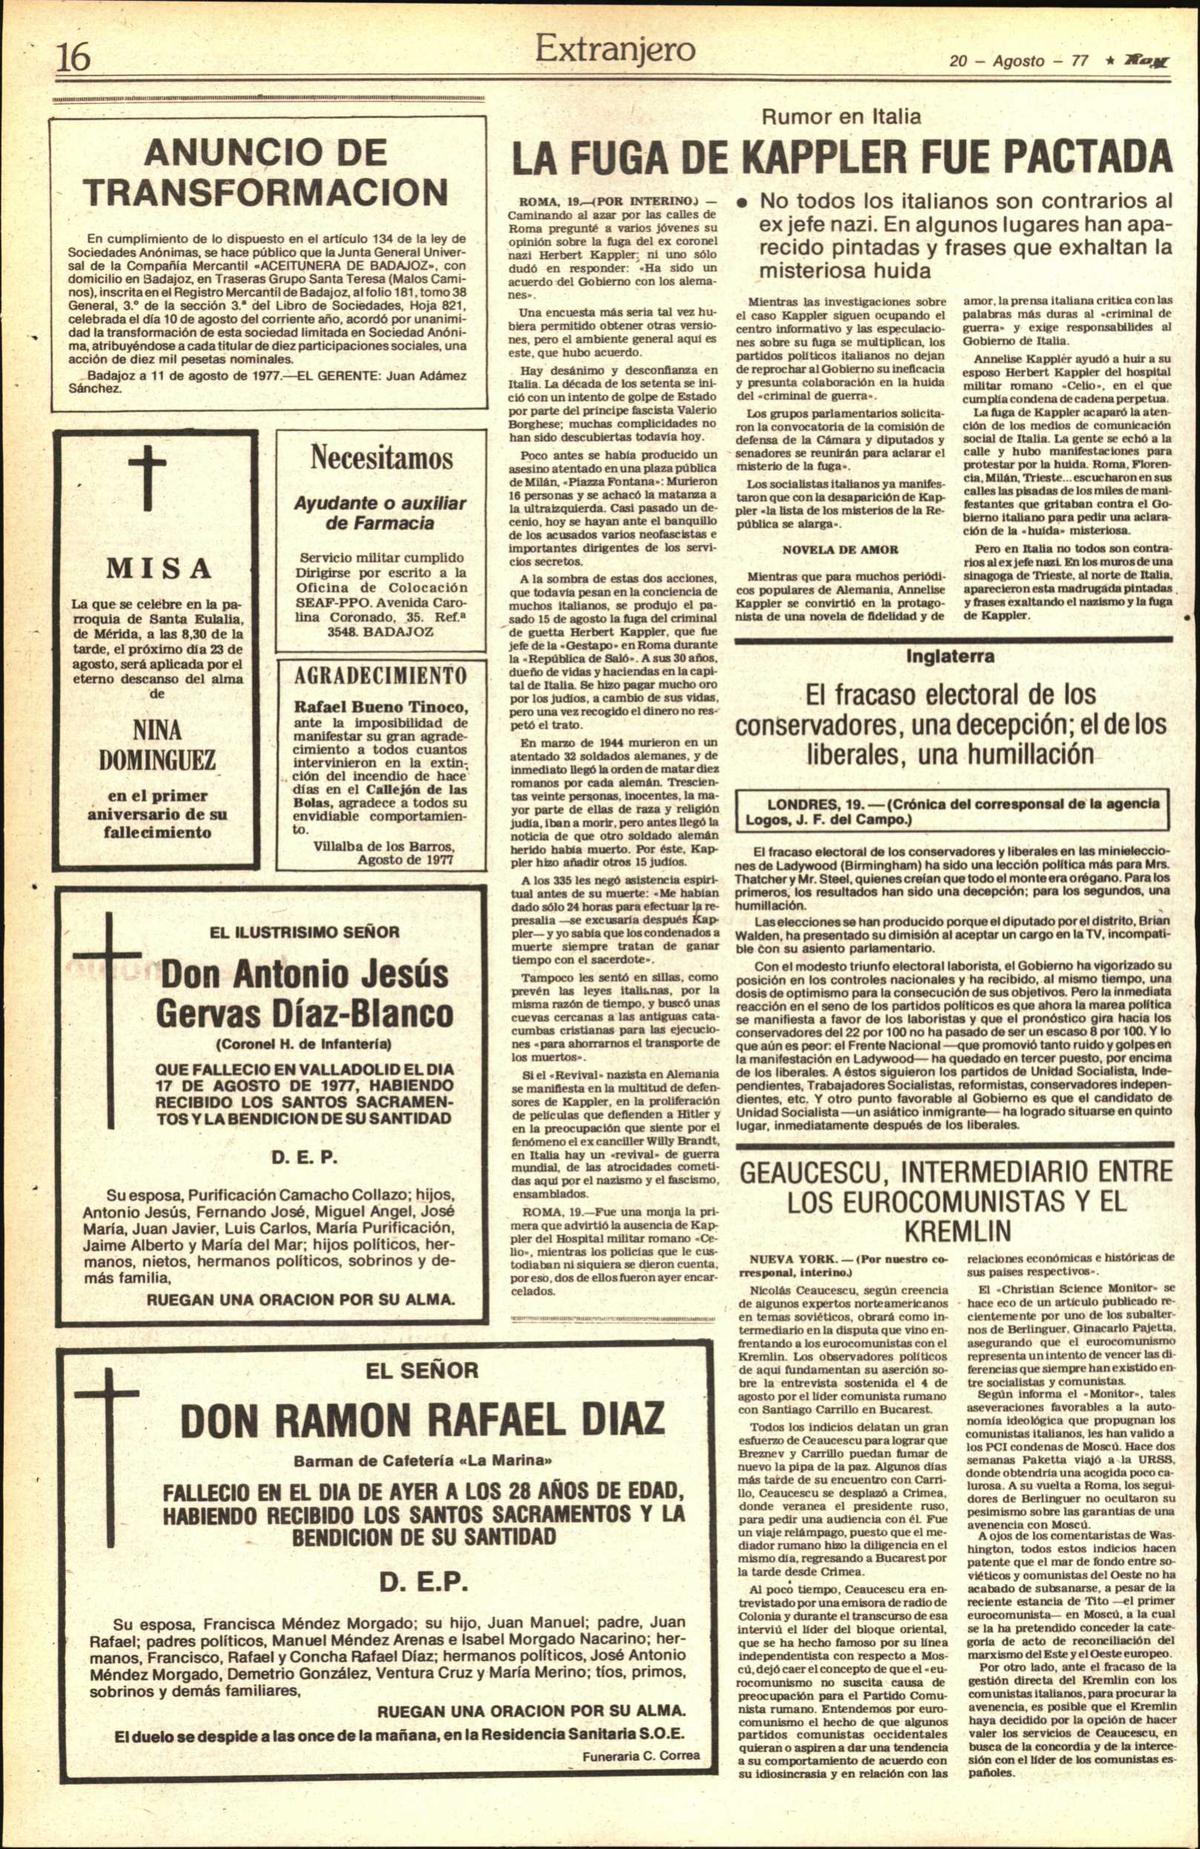 16
Extranjero
20 – Agosto – 77 ★ Hoy
ANUNCIO DE
TRANSFORMACION
En cumplimiento de lo dispuesto en el artículo 134 de la ley de
Sociedades Anónimas, se hace público que la Junta General Univer-
sal de la Compañía Mercantil «ACEITUNERA DE BADAJOZ», con
domicilio en Badajoz, en Traseras Grupo Santa Teresa (Malos Cami-
nos), inscrita en el Registro Mercantil de Badajoz, al folio 181, tomo 38
General, 3.º de la sección 3.ª del Libro de Sociedades, Hoja 821,
celebrada el día 10 de agosto del corriente año, acordó por unanimi-
dad la transformación de esta sociedad limitada en Sociedad Anóni-
ma, atribuyéndose a cada titular de diez participaciones sociales, una
acción de diez mil pesetas nominales.
Badajoz a 11 de agosto de 1977.—EL GERENTE: Juan Adámez
Sánchez.
MISA
La que se celebre en la pa-
rroquia de Santa Eulalia,
de Mérida, a las 8,30 de la
tarde, el próximo día 23 de
agosto, será aplicada por el
eterno descanso del alma
de
NINA
DOMINGUEZ
en el primer
aniversario de su
fallecimiento
Necesitamos
Ayudante o auxiliar
de Farmacia
Servicio militar cumplido
Dirigirse por escrito a la
Oficina de Colocación
SEAF-PPO. Avenida Caro-
lina Coronado, 35. Ref.ª
3548. BADAJOZ
AGRADECIMIENTO
Rafael Bueno Tinoco,
ante la imposibilidad de
manifestar su gran agrade-
cimiento a todos cuantos
intervinieron en la extin-
ción del incendio de hace
días en el Callejón de las
Bolas, agradece a todos su
envidiable comportamien-
to.
Villalba de los Barros,
Agosto de 1977
EL ILUSTRISIMO SEÑOR
Don Antonio Jesús
Gervas Díaz-Blanco
(Coronel H. de Infantería)
QUE FALLECIO EN VALLADOLID EL DIA
17 DE AGOSTO DE 1977, HABIENDO
RECIBIDO LOS SANTOS SACRAMEN-
TOS Y LA BENDICION DE SU SANTIDAD
D. E. P.
Su esposa, Purificación Camacho Collazo; hijos,
Antonio Jesús, Fernando José, Miguel Angel, José
María, Juan Javier, Luis Carlos, María Purificación,
Jaime Alberto y María del Mar; hijos políticos, her-
manos, nietos, hermanos políticos, sobrinos y de-
más familia,
RUEGAN UNA ORACION POR SU ALMA.
EL SEÑOR
DON RAMON RAFAEL DIAZ
Barman de Cafetería «La Marina»
FALLECIO EN EL DIA DE AYER A LOS 28 AÑOS DE EDAD,
HABIENDO RECIBIDO LOS SANTOS SACRAMENTOS Y LA
BENDICION DE SU SANTIDAD
D. E.P.
Su esposa, Francisca Méndez Morgado; su hijo, Juan Manuel; padre, Juan
Rafael; padres políticos, Manuel Méndez Arenas e Isabel Morgado Nacarino; her-
manos, Francisco, Rafael y Concha Rafael Díaz; hermanos políticos, José Antonio
Méndez Morgado, Demetrio González, Ventura Cruz y María Merino; tíos, primos,
sobrinos y demás familiares,
RUEGAN UNA ORACION POR SU ALMA.
El duelo se despide a las once de la mañana, en la Residencia Sanitaria S.O.E.
Funeraria C. Correa
Rumor en Italia
LA FUGA DE KAPPLER FUE PACTADA
• No todos los italianos son contrarios al
ex jefe nazi. En algunos lugares han apa-
recido pintadas y frases que exhaltan la
misteriosa huida
ROMA, 19.—(POR INTERINO.) —
Caminando al azar por las calles de
Roma pregunté a varios jóvenes su
opinión sobre la fuga del ex coronel
nazi Herbert Kappler; ni uno sólo
dudó en responder: «Ha sido un
acuerdo del Gobierno con los alema-
nes».
Una encuesta más seria tal vez hu-
biera permitido obtener otras versio-
nes, pero el ambiente general aquí es
este, que hubo acuerdo.
Hay desánimo y desconfianza en
Italia. La década de los setenta se ini-
ció con un intento de golpe de Estado
por parte del príncipe fascista Valerio
Borghese; muchas complicidades no
han sido descubiertas todavía hoy.
Poco antes se había producido un
asesino atentado en una plaza pública
de Milán, «Piazza Fontana»: Murieron
16 personas y se achacó la matanza a
la ultraizquierda. Casi pasado un de-
cenio, hoy se hayan ante el banquillo
de los acusados varios neofascistas e
importantes dirigentes de los servi-
cios secretos.
A la sombra de estas dos acciones,
que todavía pesan en la conciencia de
muchos italianos, se produjo el pa-
sado 15 de agosto la fuga del criminal
de guetta Herbert Kappler, que fue
jefe de la «Gestapo» en Roma durante
la «República de Saló». A sus 30 años,
dueño de vidas y haciendas en la capi-
tal de Italia. Se hizo pagar mucho oro
por los judíos, a cambio de sus vidas,
pero una vez recogido el dinero no res-
petó el trato.
En marzo de 1944 murieron en un
atentado 32 soldados alemanes, y de
inmediato llegó la orden de matar diez
romanos por cada alemán. Trescien-
tas veinte personas, inocentes, la ma-
yor parte de ellas de raza y religión
judía, iban a morir, pero antes llegó la
noticia de que otro soldado alemán
herido había muerto. Por éste, Kap-
pler hizo añadir otros 15 judíos.
A los 335 les negó asistencia espiri-
tual antes de su muerte: «Me habían
dado sólo 24 horas para efectuar la re-
presalia —se excusaría después Kap-
pler— y yo sabía que los condenados a
muerte siempre tratan de ganar
tiempo con el sacerdote».
Tampoco les sentó en sillas, como
prevén las leyes italianas, por la
misma razón de tiempo, y buscó unas
cuevas cercanas a las antiguas cata-
cumbas cristianas para las ejecucio-
nes «para ahorrarnos el transporte de
los muertos».
Si el «Revival» nazista en Alemania
se manifiesta en la multitud de defen-
sores de Kappler, en la proliferación
de películas que defienden a Hitler y
en la preocupación que siente por el
fenómeno el ex canciller Willy Brandt,
en Italia hay un «revival» de guerra
mundial, de las atrocidades cometi-
das aquí por el nazismo y el fascismo,
ensamblados.
ROMA, 19.—Fue una monja la pri-
mera que advirtió la ausencia de Kap-
pler del Hospital militar romano «Ce-
lio», mientras los policías que le cus-
todiaban ni siquiera se dieron cuenta,
por eso, dos de ellos fueron ayer encar-
celados.
Mientras las investigaciones sobre
el caso Kappler siguen ocupando el
centro informativo y las especulacio-
nes sobre su fuga se multiplican, los
partidos políticos italianos no dejan
de reprochar al Gobierno su ineficacia
y presunta colaboración en la huida
del «criminal de guerra».
Los grupos parlamentarios solicita-
ron la convocatoria de la comisión de
defensa de la Cámara y diputados y
senadores se reunirán para aclarar el
misterio de la fuga».
Los socialistas italianos ya manifes-
taron que con la desaparición de Kap-
pler «la lista de los misterios de la Re-
pública se alarga».
NOVELA DE AMOR
Mientras que para muchos periódi-
cos populares de Alemania, Annelise
Kappler se convirtió en la protago-
nista de una novela de fidelidad y de
amor, la prensa italiana critica con las
palabras más duras al «criminal de
guerra» y exige responsabilides al
Gobierno de Italia.
Annelise Kappler ayudó a huir a su
esposo Herbert Kappler del hospital
militar romano «Celio», en el que
cumplía condena de cadena perpetua.
La fuga de Kappler acaparó la aten-
ción de los medios de comunicación
social de Italia. La gente se echó a la
calle y hubo manifestaciones para
protestar por la huida. Roma, Floren-
cia, Milán, Trieste... escucharon en sus
calles las pisadas de los miles de mani-
festantes que gritaban contra el Go-
bierno italiano para pedir una aclara-
ción de la «huida» misteriosa.
Pero en Italia no todos son contra-
rios al ex jefe nazi. En los muros de una
sinagoga de Trieste, al norte de Italia,
aparecieron esta madrugada pintadas
y frases exaltando el nazismo y la fuga
de Kappler.
Inglaterra
El fracaso electoral de los
conservadores, una decepción; el de los
liberales, una humillación
LONDRES, 19. — (Crónica del corresponsal de la agencia
Logos, J. F. del Campo.)
El fracaso electoral de los conservadores y liberales en las minieleccio-
nes de Ladywood (Birmingham) ha sido una lección política más para Mrs.
Thatcher y Mr. Steel, quienes creían que todo el monte era orégano. Para los
primeros, los resultados han sido una decepción; para los segundos, una
humillación.
Las elecciones se han producido porque el diputado por el distrito, Brian
Walden, ha presentado su dimisión al aceptar un cargo en la TV, incompati-
ble con su asiento parlamentario.
Con el modesto triunfo electoral laborista, el Gobierno ha vigorizado su
posición en los controles nacionales y ha recibido, al mismo tiempo, una
dosis de optimismo para la consecución de sus objetivos. Pero la inmediata
reacción en el seno de los partidos políticos es que ahora la marea política
se manifiesta a favor de los laboristas y que el pronóstico gira hacia los
conservadores del 22 por 100 no ha pasado de ser un escaso 8 por 100. Y lo
que aún es peor: el Frente Nacional —que promovió tanto ruido y golpes en
la manifestación en Ladywood— ha quedado en tercer puesto, por encima
de los liberales. A éstos siguieron los partidos de Unidad Socialista, Inde-
pendientes, Trabajadores Socialistas, reformistas, conservadores indepen-
dientes, etc. Y otro punto favorable al Gobierno es que el candidato de
Unidad Socialista —un asiático inmigrante— ha logrado situarse en quinto
lugar, inmediatamente después de los liberales.
GEAUCESCU, INTERMEDIARIO ENTRE
LOS EUROCOMUNISTAS Y EL
KREMLIN
NUEVA YORK. — (Por nuestro co-
rresponal, interino.)
Nicolás Ceaucescu, según creencia
de algunos expertos norteamericanos
en temas soviéticos, obrará como in-
termediario en la disputa que vino en-
frentando a los eurocomunistas con el
Kremlin. Los observadores políticos
de aquí fundamentan su aserción so-
bre la entrevista sostenida el 4 de
agosto por el líder comunista rumano
con Santiago Carrillo en Bucarest.
Todos los indicios delatan un gran
esfuerzo de Ceaucescu para lograr que
Breznev y Carrillo puedan fumar de
nuevo la pipa de la paz. Algunos días
más tarde de su encuentro con Carri-
llo, Ceaucescu se desplazó a Crimea,
donde veranea el presidente ruso,
para pedir una audiencia con él. Fue
un viaje relámpago, puesto que el me-
diador rumano hizo la diligencia en el
mismo día, regresando a Bucarest por
la tarde desde Crimea.
Al poco tiempo, Ceaucescu era en-
trevistado por una emisora de radio de
Colonia y durante el transcurso de esa
interviú el líder del bloque oriental,
que se ha hecho famoso por su línea
independentista con respecto a Mos-
cú, dejó caer el concepto de que el «eu-
rocomunismo no suscita causa de
preocupación para el Partido Comu-
nista rumano. Entendemos por euro-
comunismo el hecho de que algunos
partidos comunistas occidentales
quieran o aspiren a dar una tendencia
a su comportamiento de acuerdo con
su idiosincrasia y en relación con las
relaciones económicas e históricas de
sus países respectivos».
El «Christian Science Monitor» se
hace eco de un artículo publicado re-
cientemente por uno de los subalter-
nos de Berlinguer, Ginacarlo Pajetta,
asegurando que el eurocomunismo
representa un intento de vencer las di-
ferencias que siempre han existido en-
tre socialistas y comunistas.
Según informa el «Monitor», tales
aseveraciones favorables a la auto-
nomía ideológica que propugnan los
comunistas italianos, les han valido a
los PCI condenas de Moscú. Hace dos
semanas Paketta viajó a la URSS,
donde obtendría una acogida poco ca-
lurosa. A su vuelta a Roma, los segui-
dores de Berlinguer no ocultaron su
pesimismo sobre las garantías de una
avenencia con Moscú.
A ojos de los comentaristas de Was-
hington, todos estos indicios hacen
patente que el mar de fondo entre so-
viéticos y comunistas del Oeste no ha
acabado de subsanarse, a pesar de la
reciente estancia de Tito —el primer
eurocomunista— en Moscú, a la cual
se la ha pretendido conceder la cate-
goría de acto de reconciliación del
marxismo del Este y el Oeste europeo.
Por otro lado, ante el fracaso de la
gestión directa del Kremlin con los
comunistas italianos, para procurar la
avenencia, es posible que el Kremlin
haya decidido por la opción de hacer
valer los servicios de Ceaucescu, en
busca de la concordia y de la interce-
sión con el líder de los comunistas es-
pañoles.